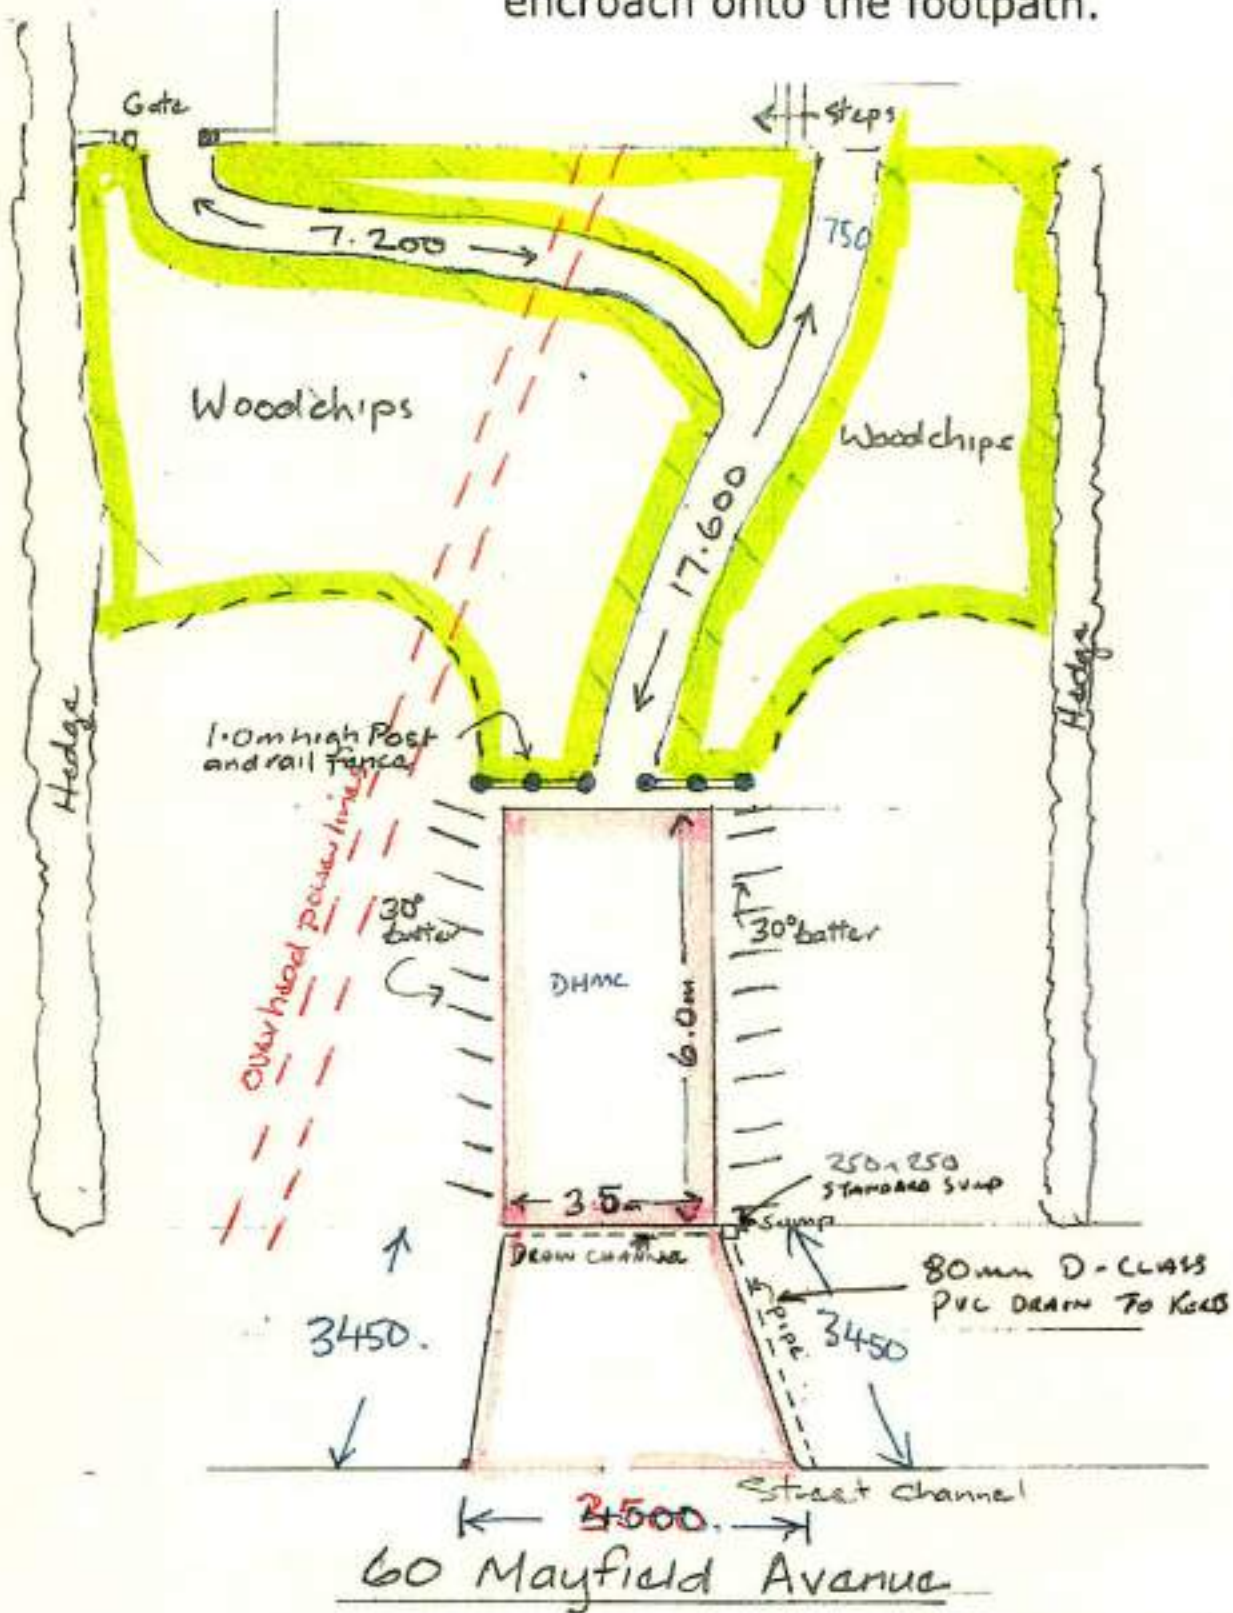 encroach onto the footpath.
Gate
Steps
7.200
750
Woodchips
Woodchips
17.600
Hedge
Hedge
1.0m high Post
and rail Fence
Overhead power lines
30°
batter
30° batter
DHMC
6.0m
250 x 250
STANDARD SUMP
3.5m
Sump
DRAIN CHANNEL
80mm D-CLASS
PVC DRAIN TO KERB
pipe
3450.
3450
Street channel
60 Mayfield Avenue